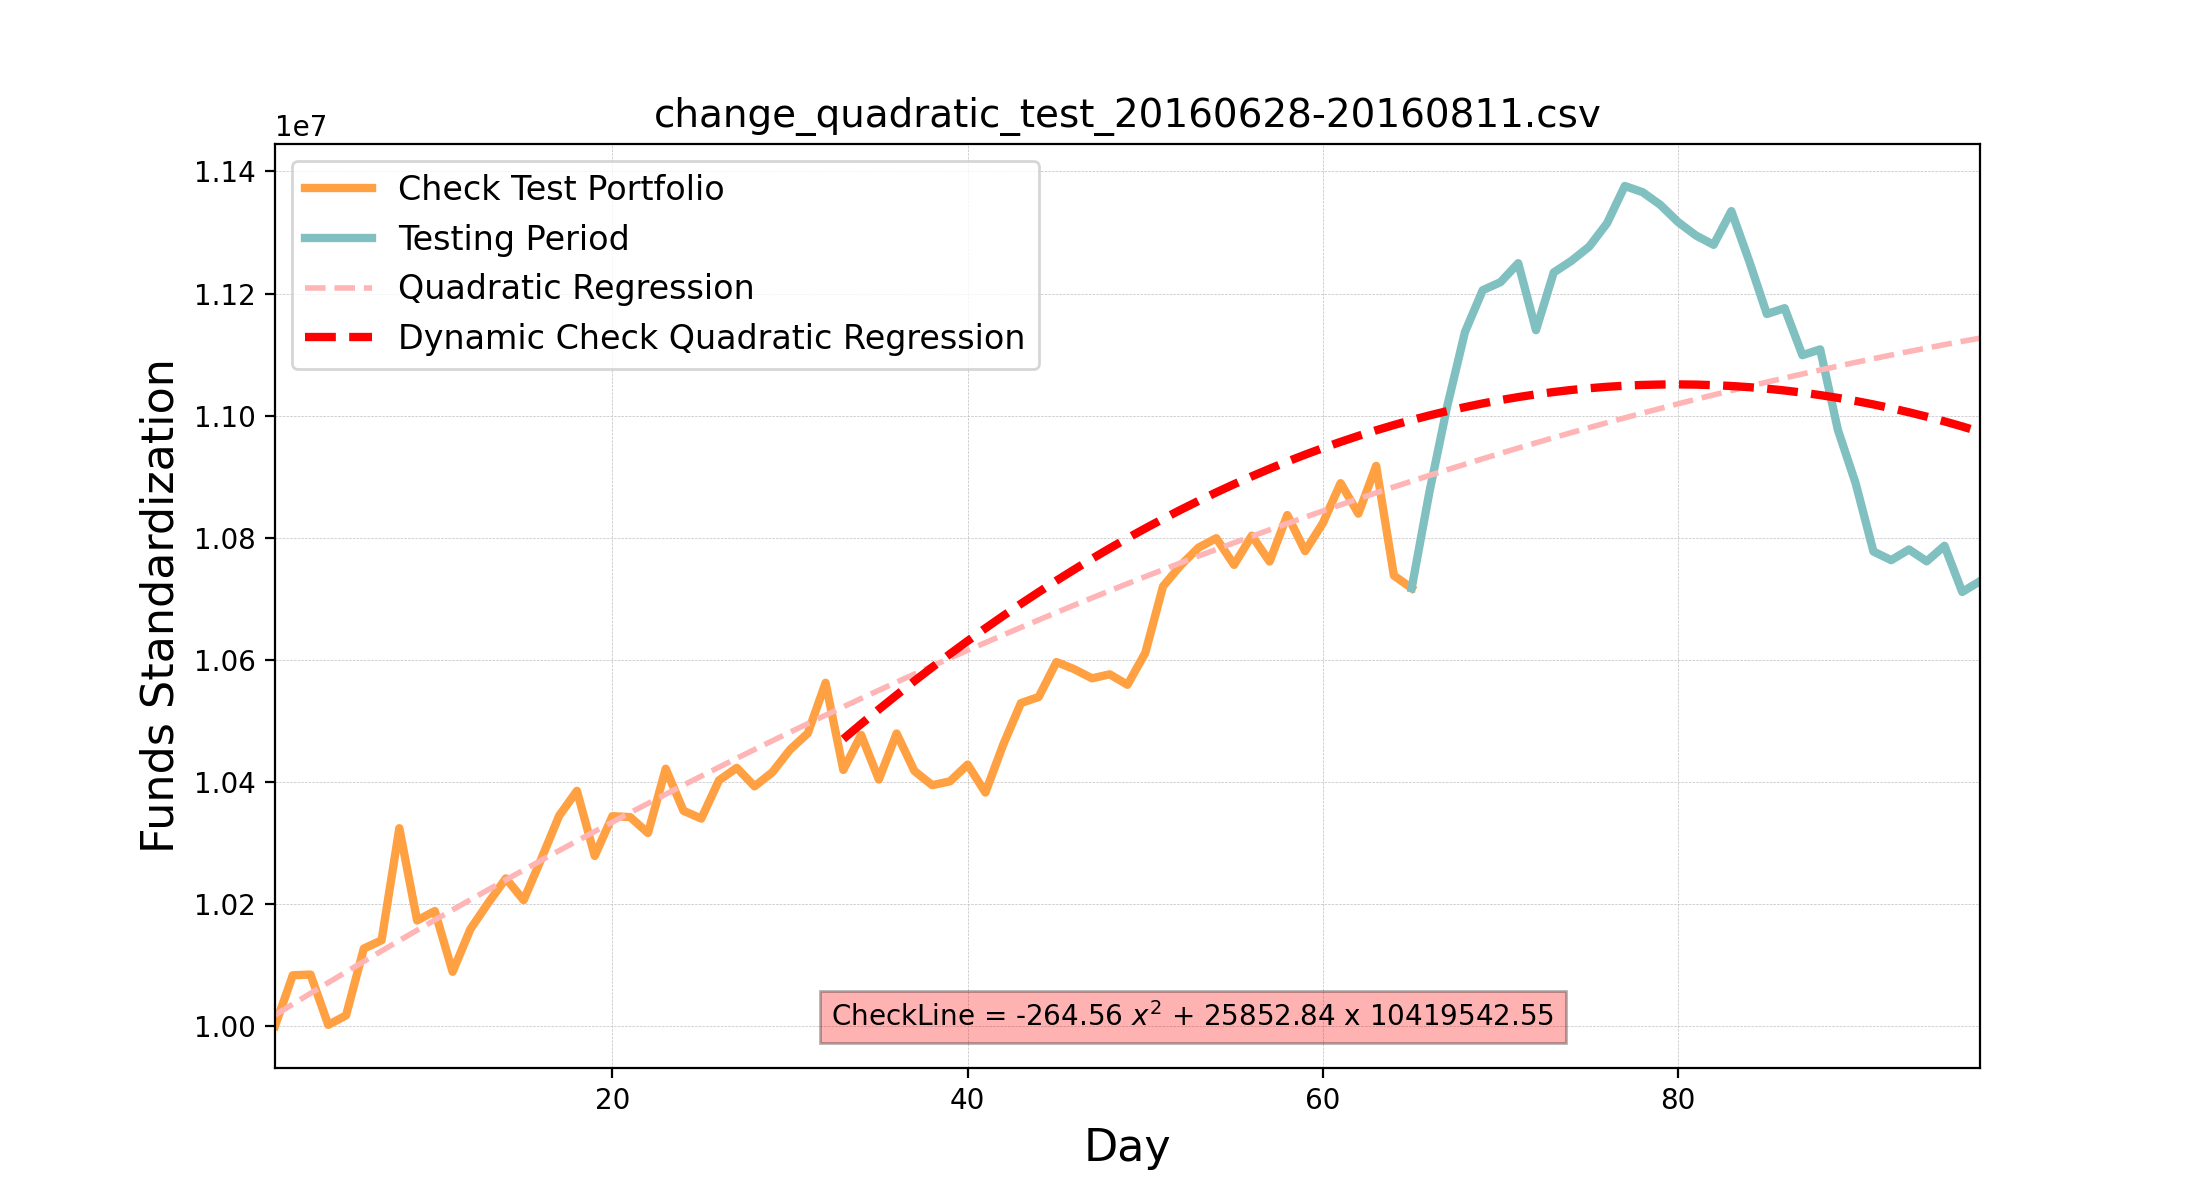 change_quadratic_test_20160628-20160811.csv
1e7
Check Test Portfolio
Testing Period
Quadratic Regression
Dynamic Check Quadratic Regression
1.14
1.12
1.10
1.08
1.06
1.04
1.02
1.00
Funds Standardization
CheckLine = -264.56 x² + 25852.84 x 10419542.55
20 40 60 80
Day